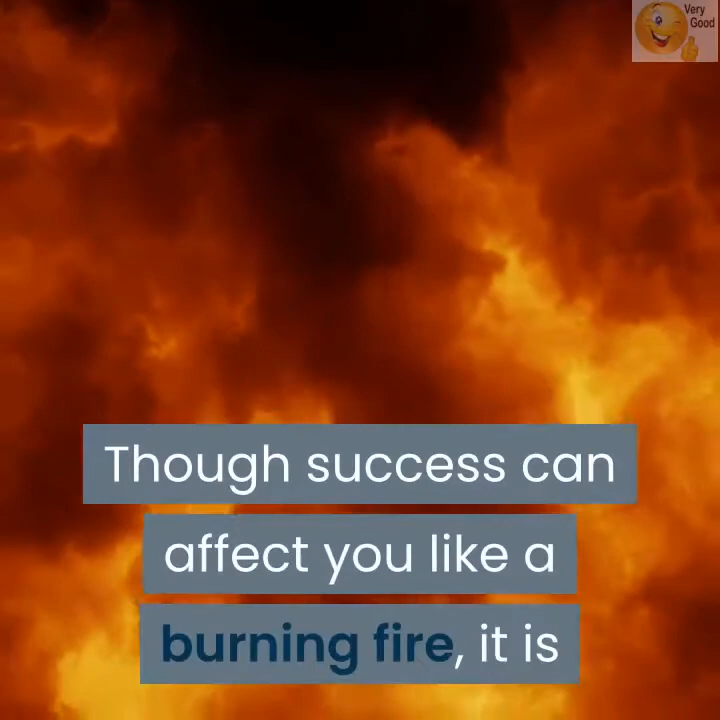 Very
Good
Though success can
affect you like a
burning fire, it is